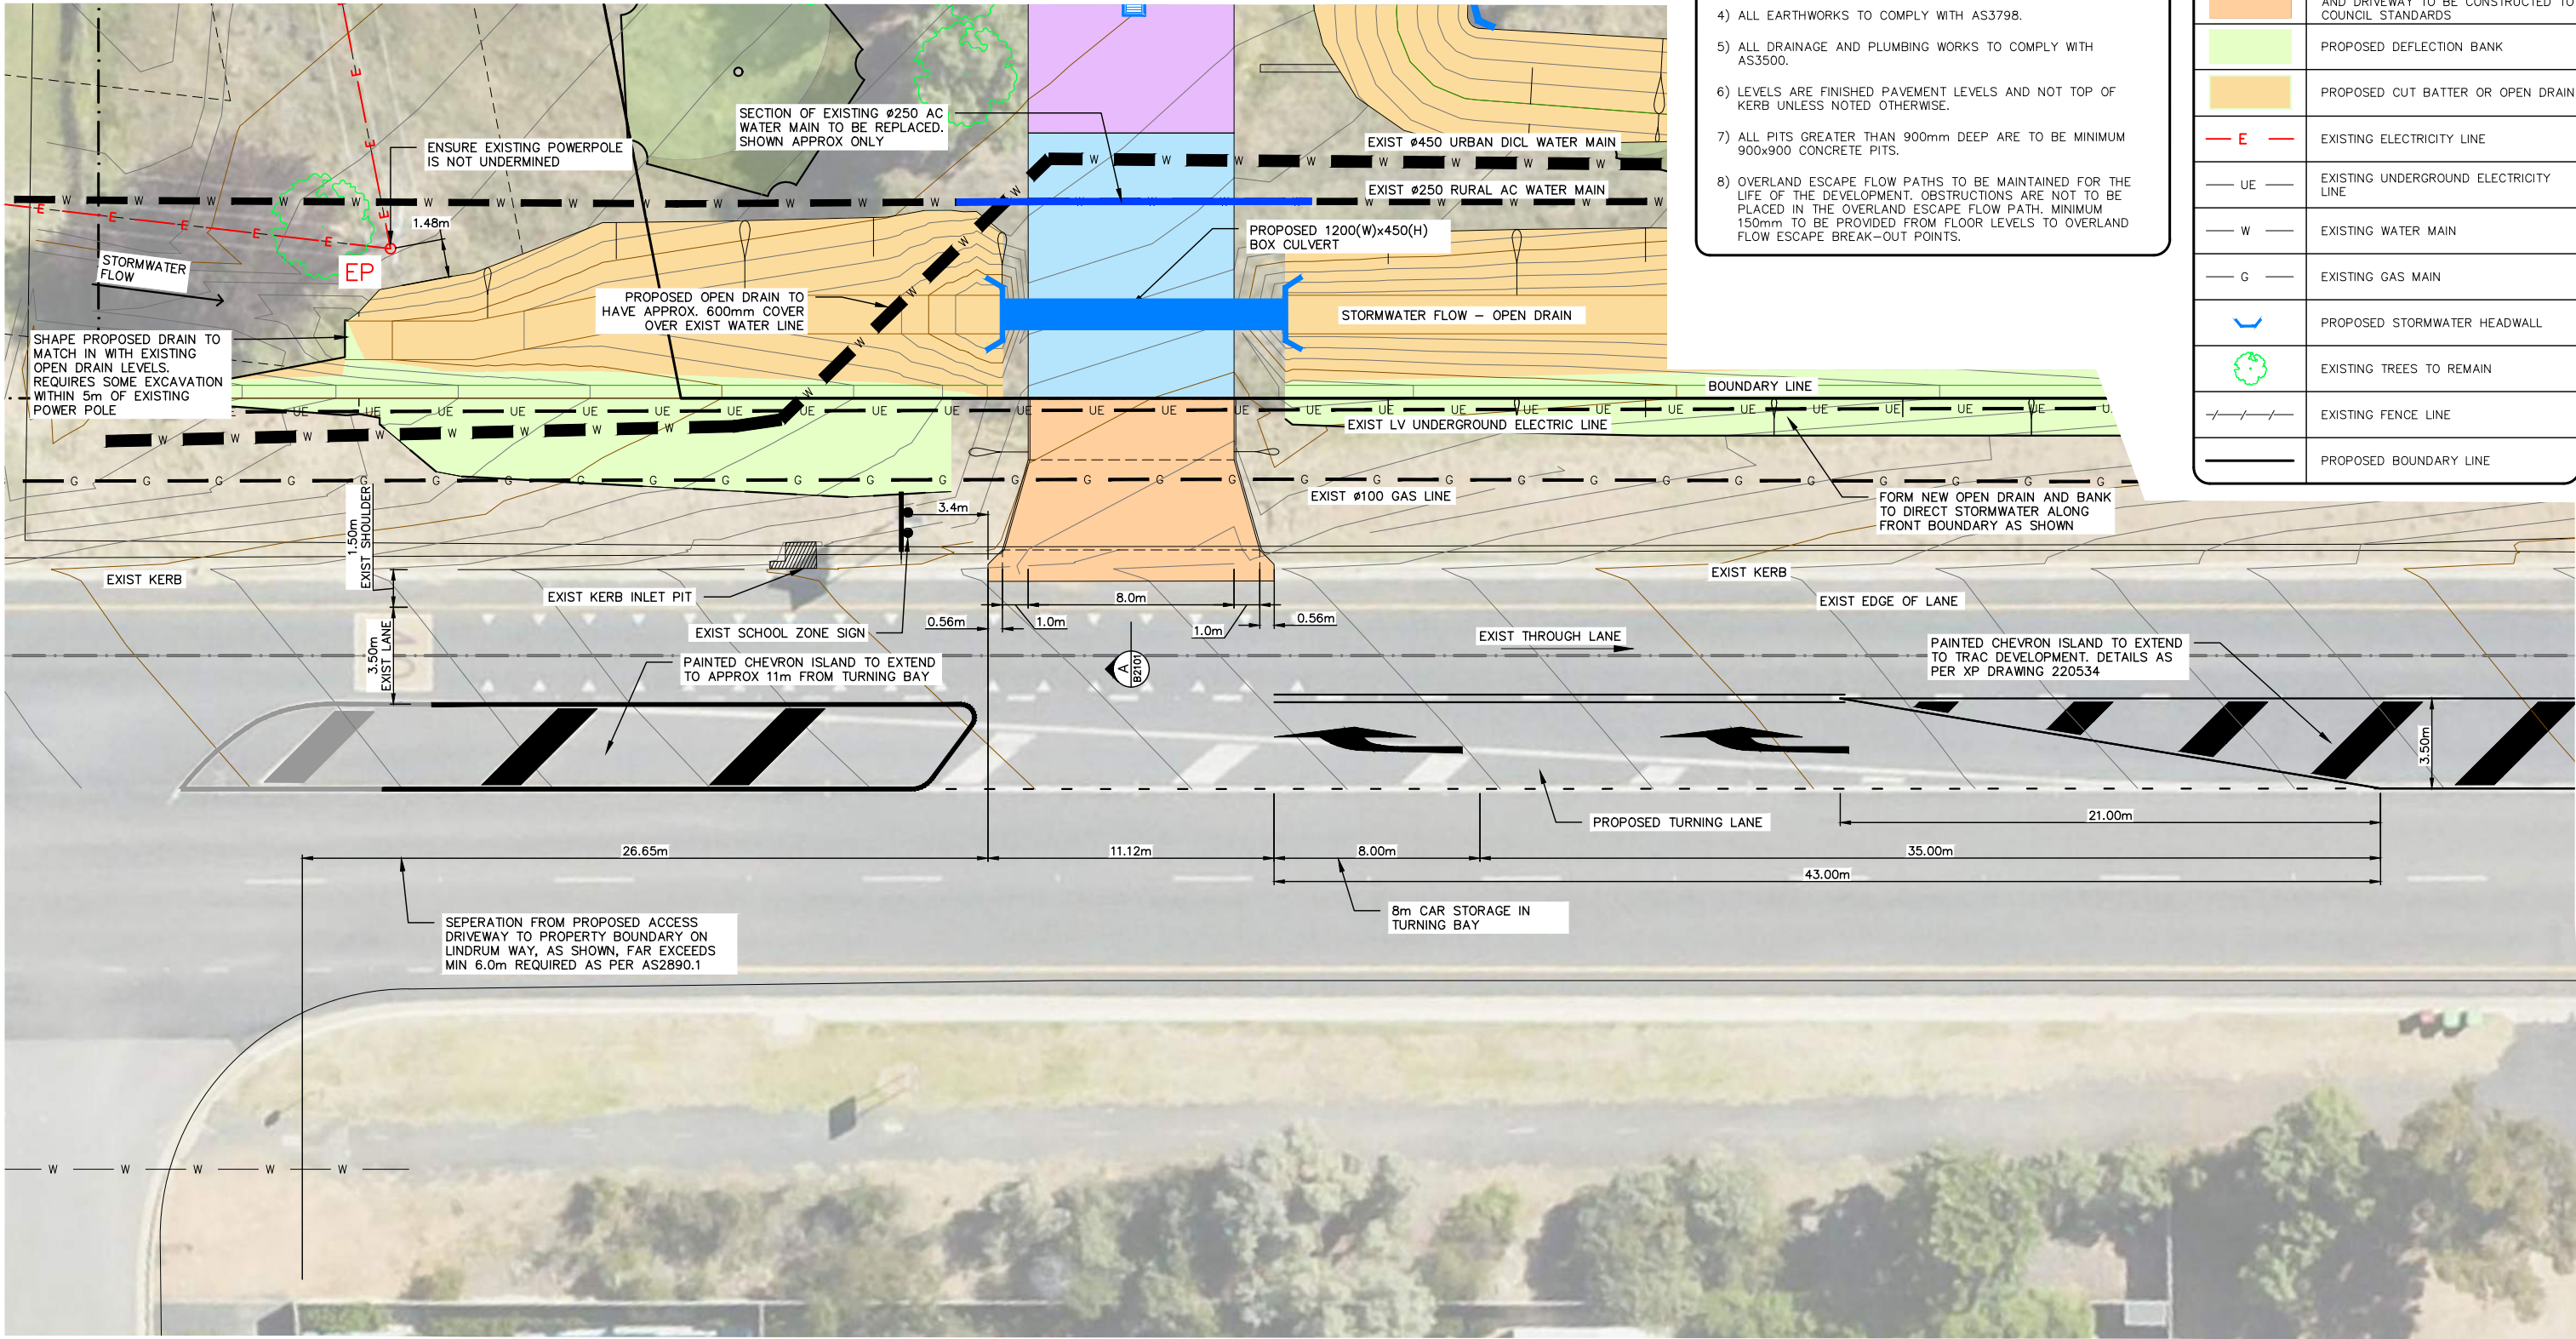 4) ALL EARTHWORKS TO COMPLY WITH AS3798.
5) ALL DRAINAGE AND PLUMBING WORKS TO COMPLY WITH
AS3500.
6) LEVELS ARE FINISHED PAVEMENT LEVELS AND NOT TOP OF
KERB UNLESS NOTED OTHERWISE.
7) ALL PITS GREATER THAN 900mm DEEP ARE TO BE MINIMUM
900x900 CONCRETE PITS.
8) OVERLAND ESCAPE FLOW PATHS TO BE MAINTAINED FOR THE
LIFE OF THE DEVELOPMENT. OBSTRUCTIONS ARE NOT TO BE
PLACED IN THE OVERLAND ESCAPE FLOW PATH. MINIMUM
150mm TO BE PROVIDED FROM FLOOR LEVELS TO OVERLAND
FLOW ESCAPE BREAK-OUT POINTS.
AND DRIVEWAY TO BE CONSTRUCTED TO
COUNCIL STANDARDS
PROPOSED DEFLECTION BANK
PROPOSED CUT BATTER OR OPEN DRAIN
E EXISTING ELECTRICITY LINE
UE EXISTING UNDERGROUND ELECTRICITY
LINE
W EXISTING WATER MAIN
G EXISTING GAS MAIN
PROPOSED STORMWATER HEADWALL
EXISTING TREES TO REMAIN
EXISTING FENCE LINE
PROPOSED BOUNDARY LINE
SECTION OF EXISTING ø250 AC
WATER MAIN TO BE REPLACED.
SHOWN APPROX ONLY
ENSURE EXISTING POWERPOLE
IS NOT UNDERMINED
EXIST ø450 URBAN DICL WATER MAIN
EXIST ø250 RURAL AC WATER MAIN
1.48m
EP
STORMWATER
FLOW
PROPOSED 1200(W)x450(H)
BOX CULVERT
PROPOSED OPEN DRAIN TO
HAVE APPROX. 600mm COVER
OVER EXIST WATER LINE
STORMWATER FLOW – OPEN DRAIN
SHAPE PROPOSED DRAIN TO
MATCH IN WITH EXISTING
OPEN DRAIN LEVELS.
REQUIRES SOME EXCAVATION
WITHIN 5m OF EXISTING
POWER POLE
BOUNDARY LINE
EXIST LV UNDERGROUND ELECTRIC LINE
EXIST ø100 GAS LINE
FORM NEW OPEN DRAIN AND BANK
TO DIRECT STORMWATER ALONG
FRONT BOUNDARY AS SHOWN
1.50m
EXIST SHOULDER
3.4m
EXIST KERB
EXIST KERB INLET PIT
EXIST KERB
EXIST EDGE OF LANE
8.0m
0.56m
1.0m
1.0m
0.56m
EXIST SCHOOL ZONE SIGN
3.50m
EXIST LANE
EXIST THROUGH LANE
A
B2101
PAINTED CHEVRON ISLAND TO EXTEND
TO APPROX 11m FROM TURNING BAY
PAINTED CHEVRON ISLAND TO EXTEND
TO TRAC DEVELOPMENT. DETAILS AS
PER XP DRAWING 220534
3.50m
PROPOSED TURNING LANE
21.00m
26.65m
11.12m
8.00m
35.00m
43.00m
SEPERATION FROM PROPOSED ACCESS
DRIVEWAY TO PROPERTY BOUNDARY ON
LINDRUM WAY, AS SHOWN, FAR EXCEEDS
MIN 6.0m REQUIRED AS PER AS2890.1
8m CAR STORAGE IN
TURNING BAY
W W W W W